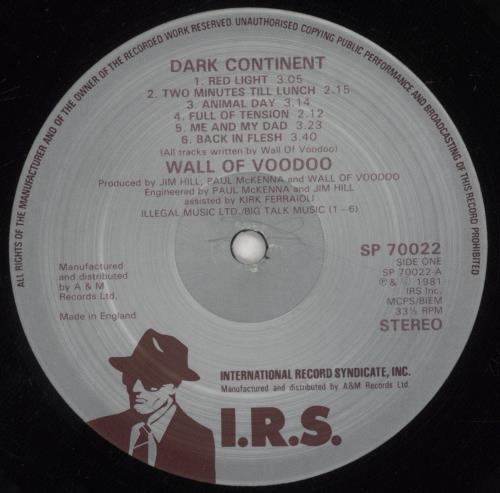 ALL RIGHTS OF THE MANUFACTURER AND OF THE OWNER OF THE RECORDED WORK RESERVED. UNAUTHORISED COPYING PUBLIC PERFORMANCE AND BROADCASTING OF THIS RECORD PROHIBITED
DARK CONTINENT
1. RED LIGHT 3.05
2. TWO MINUTES TILL LUNCH 2.15
3. ANIMAL DAY 3.14
4. FULL OF TENSION 2.12
5. ME AND MY DAD 3.23
6. BACK IN FLESH 3.40
(All tracks written by Wall Of Voodoo)
WALL OF VOODOO
Produced by JIM HILL, PAUL McKENNA and WALL OF VOODOO
Engineered by PAUL McKENNA and JIM HILL
assisted by KIRK FERRAIOLI
ILLEGAL MUSIC LTD./BIG TALK MUSIC (1-6)
Manufactured
and distributed
by A & M
Records Ltd.
Made in England
SP 70022
SIDE ONE
SP 70022-A
℗ & © 1981
IRS Inc.
MCPS/BIEM
33⅓ RPM
STEREO
INTERNATIONAL RECORD SYNDICATE, INC.
Manufactured and distributed by A&M Records Ltd.
I.R.S.